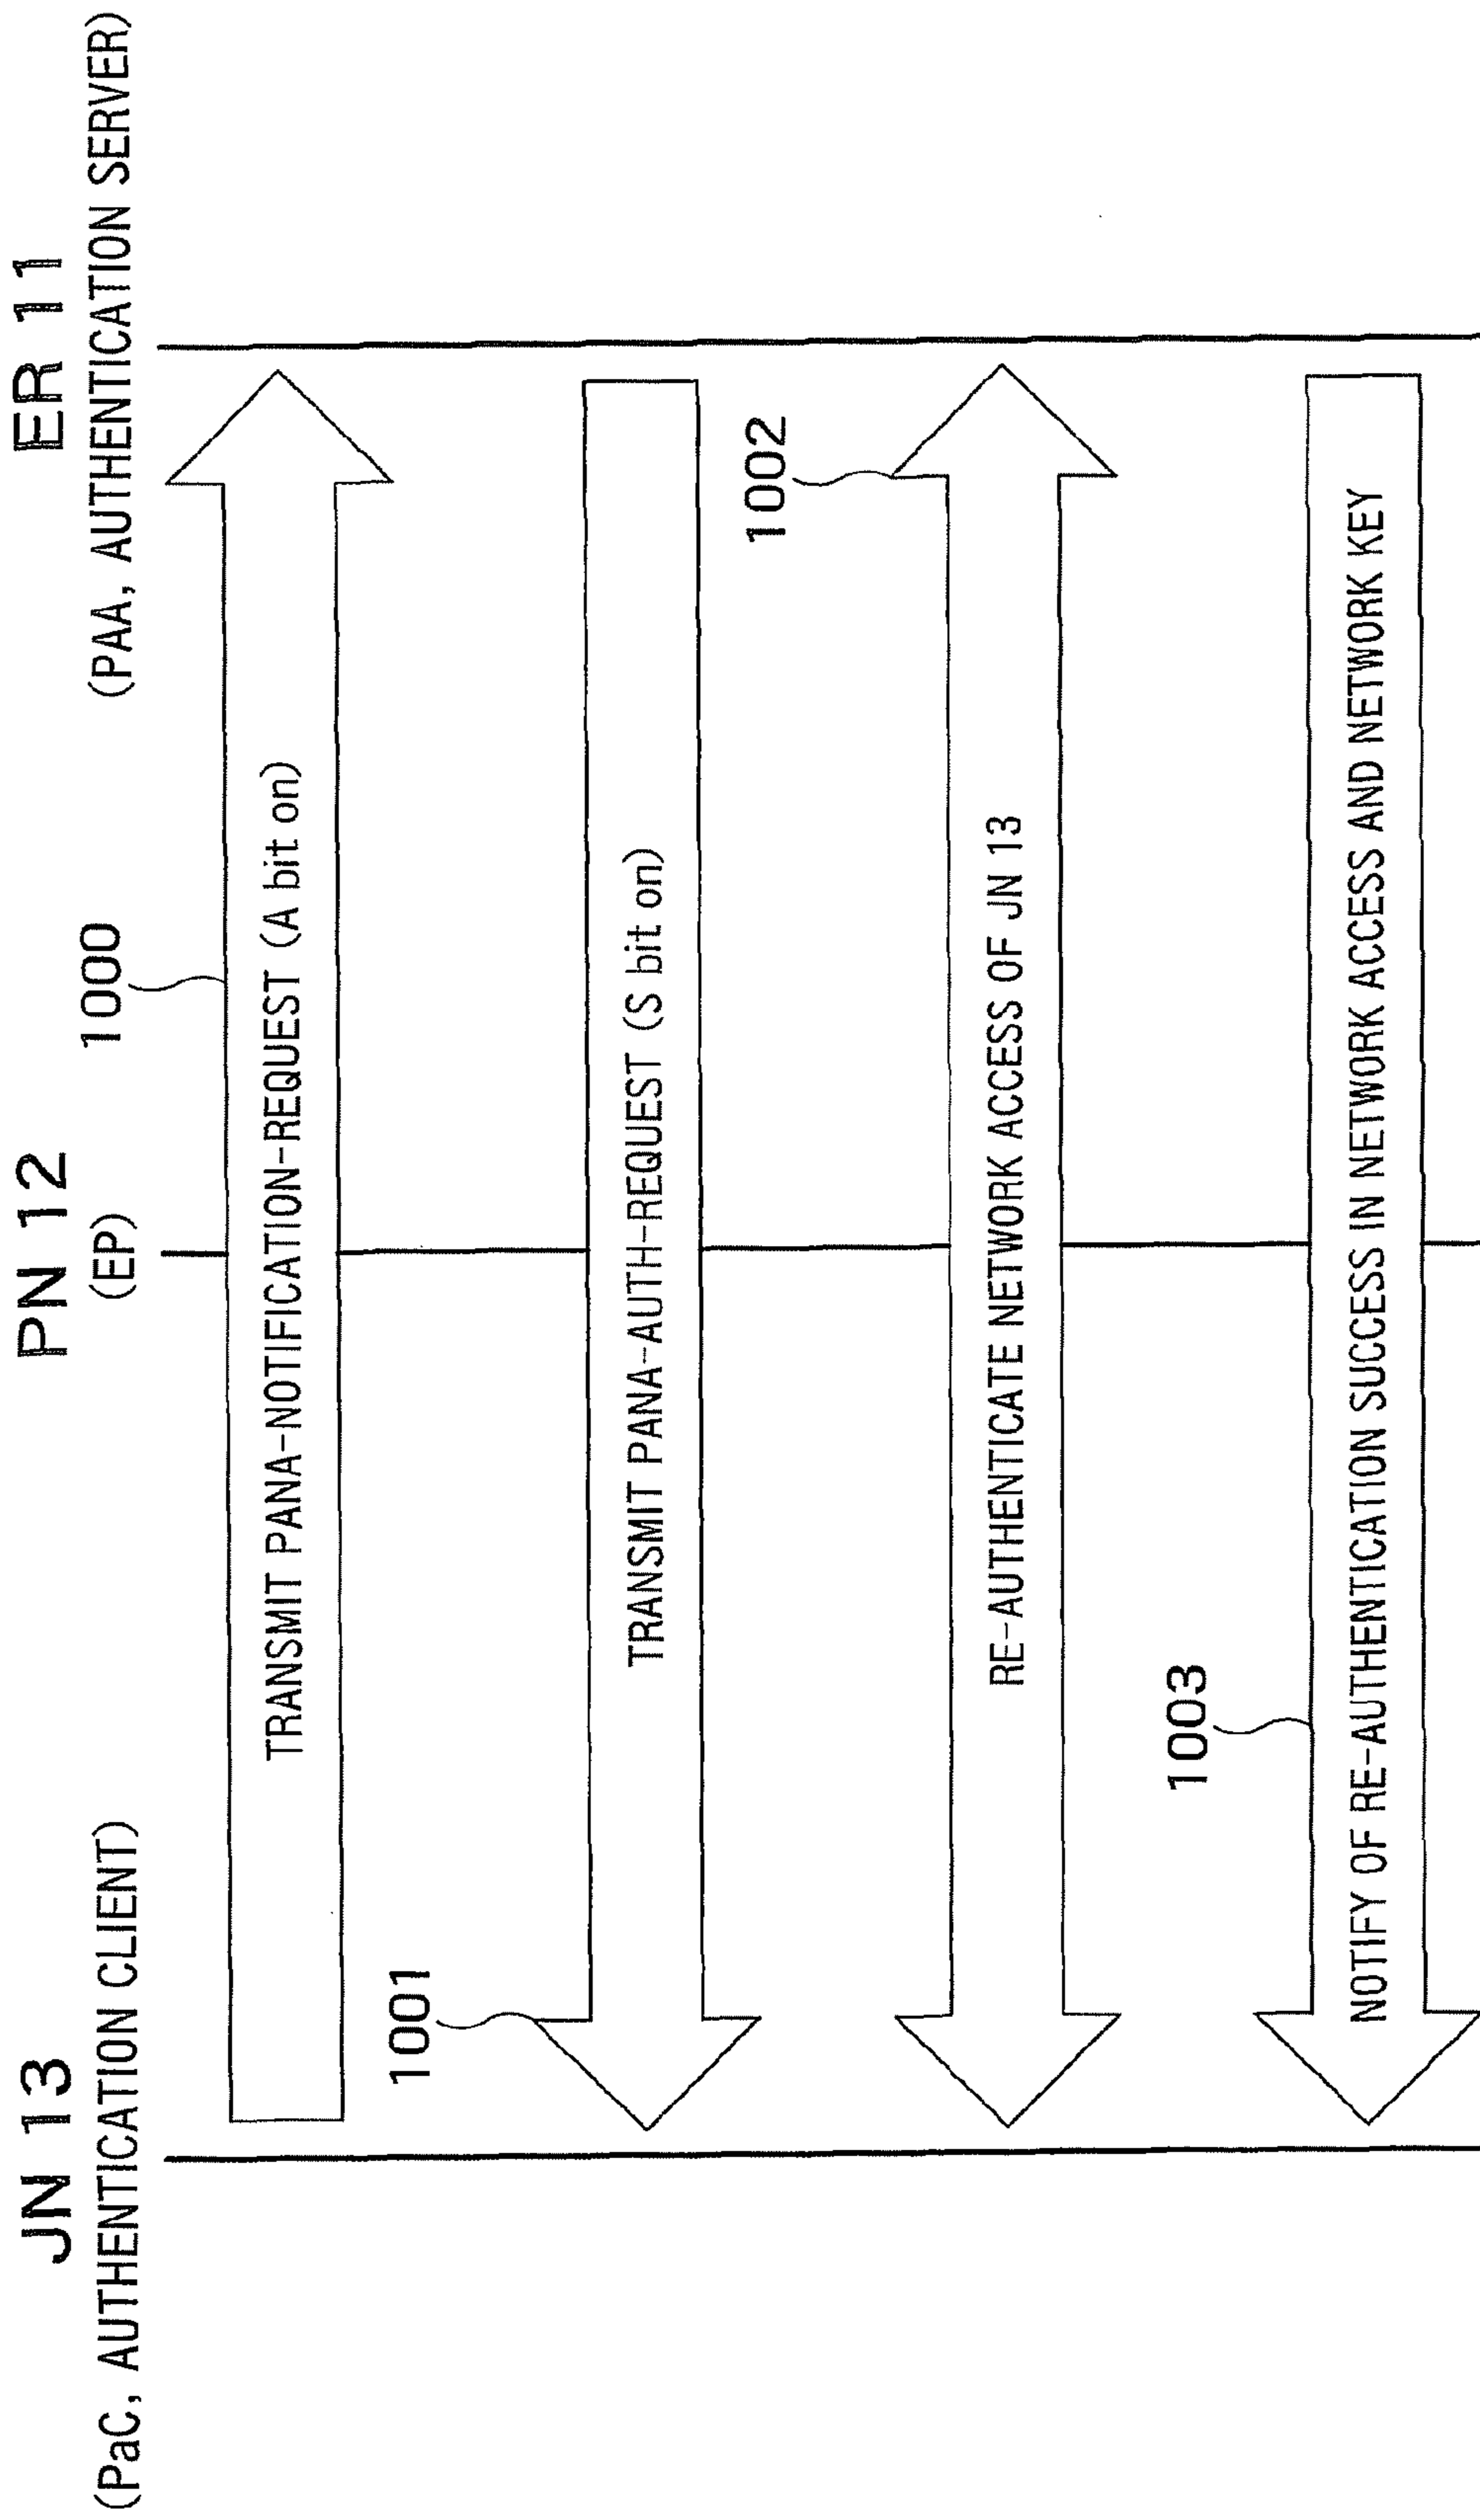 JN 13
(PaC, AUTHENTICATION CLIENT)
PN 12
(EP)
ER 11
(PAA, AUTHENTICATION SERVER)
1000
TRANSMIT PANA-NOTIFICATION-REQUEST (A bit on)
1001
TRANSMIT PANA-AUTH-REQUEST (S bit on)
1002
RE-AUTHENTICATE NETWORK ACCESS OF JN 13
1003
NOTIFY OF RE-AUTHENTICATION SUCCESS IN NETWORK ACCESS AND NETWORK KEY